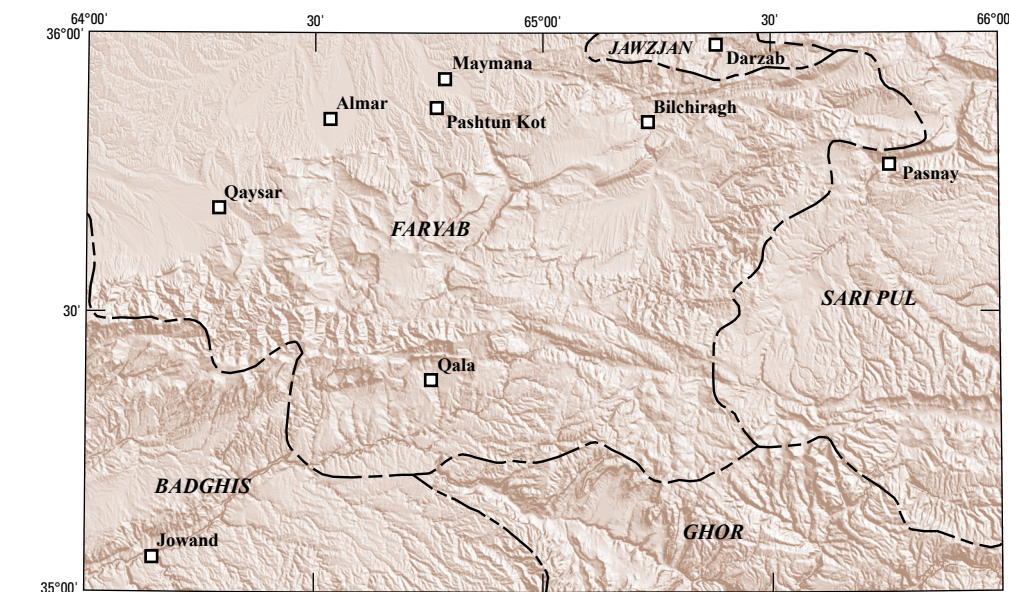 64°00'
30'
65°00'
30'
66°00'
36°00'
JAWZJAN
Darzab
Maymana
Almar
Pashtun Kot
Bilchiragh
Pasnay
Qaysar
FARYAB
SARI PUL
30'
Qala
BADGHIS
GHOR
Jowand
35°00'